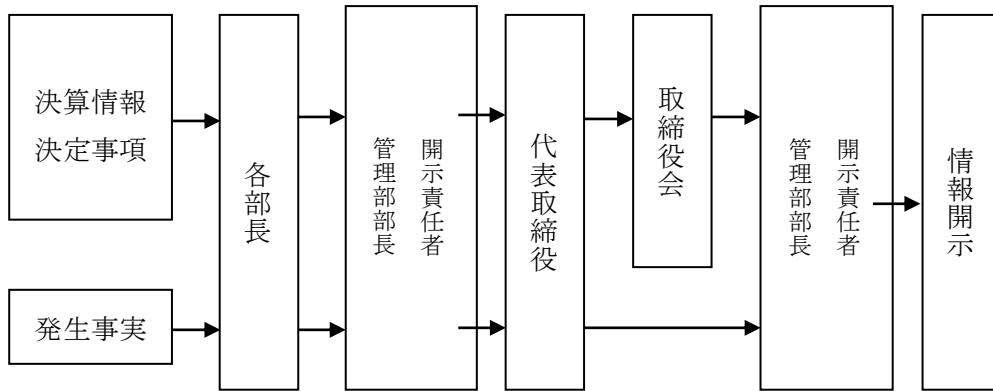 決算情報
決定事項
発生事実
各部長
開示責任者
管理部部長
代表取締役
取締役会
開示責任者
管理部部長
情報開示